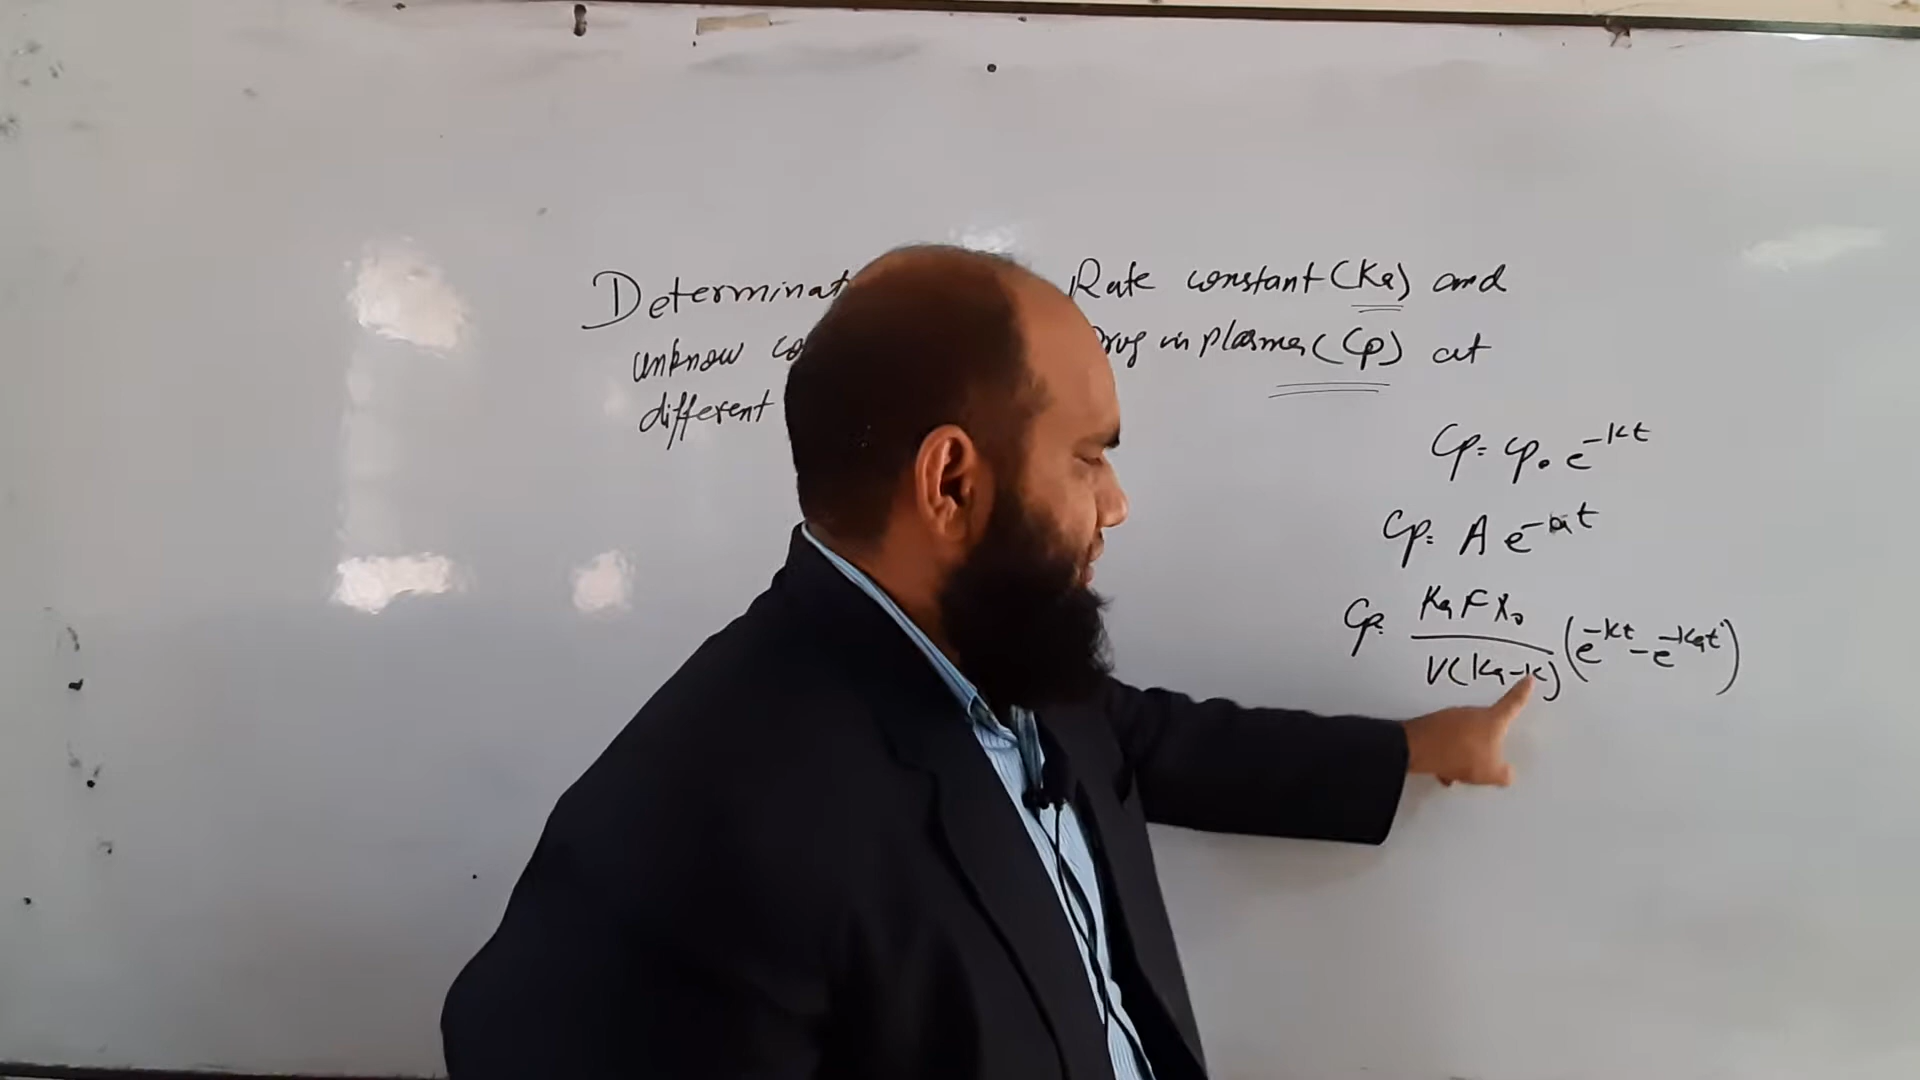 Determinat Rate constant (Ka) and
unknow co Drug in plasma (Cp) at
different
Cp = Cp₀ e^-kt
Cp = A e^-at
Cp = KaFX₀ / V(Ka-K) (e^-kt - e^-kat)